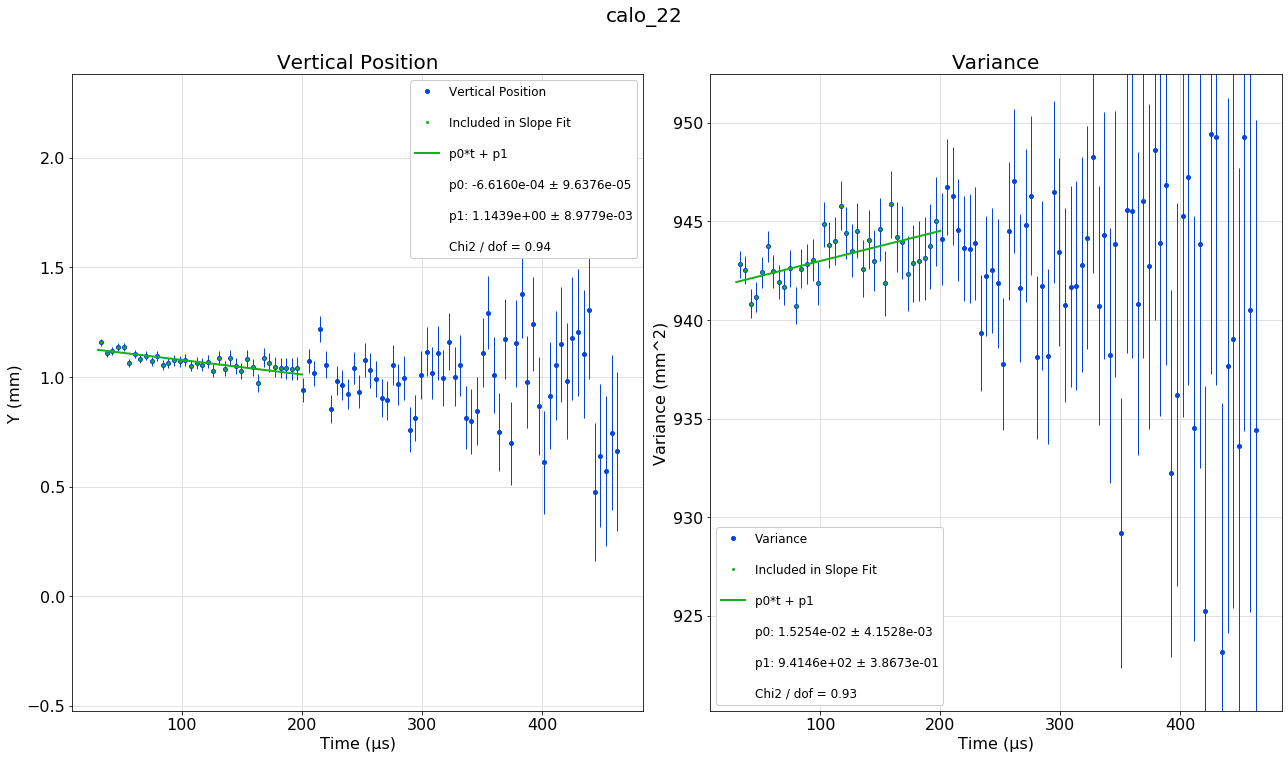 calo_22
Vertical Position
Vertical Position
Included in Slope Fit
p0*t + p1
p0: -6.6160e-04 ± 9.6376e-05
p1: 1.1439e+00 ± 8.9779e-03
Chi2 / dof = 0.94
2.0
1.5
1.0
0.5
0.0
−0.5
Y (mm)
100
200
300
400
Time (μs)
Variance
950
945
940
935
930
925
Variance (mm^2)
Variance
Included in Slope Fit
p0*t + p1
p0: 1.5254e-02 ± 4.1528e-03
p1: 9.4146e+02 ± 3.8673e-01
Chi2 / dof = 0.93
100
200
300
400
Time (μs)